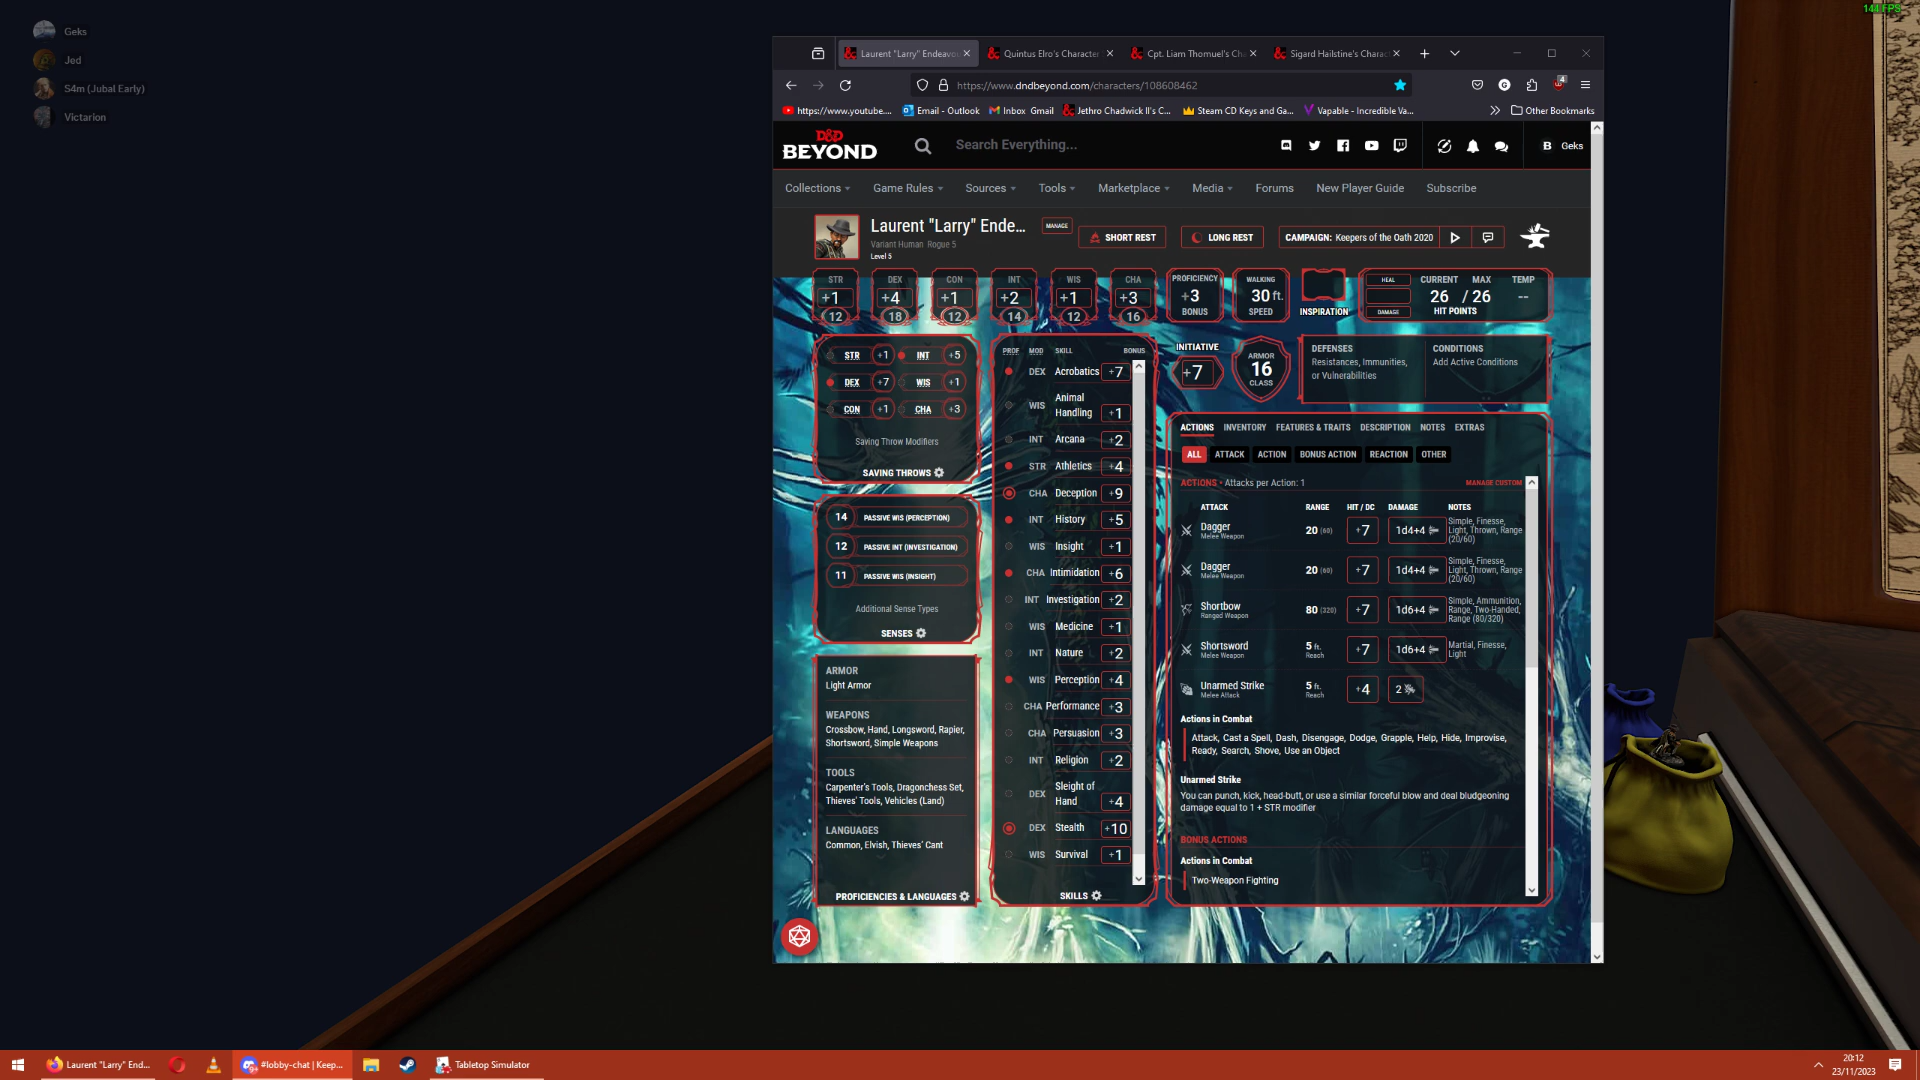 144 FPS
Geks
Jed
S4m (Jubal Early)
Victarion
Laurent "Larry" Endeavo
Quintus Elro's Character
Cpt. Liam Thomuel's Ch
Sigard Hailstine's Charac
https://www.dndbeyond.com/characters/108608462
4
https://www.youtube....
Email - Outlook
Inbox Gmail
Jethro Chadwick II's C...
Steam CD Keys and Ga...
Vapable - Incredible Va...
Other Bookmarks
D&D
BEYOND
Search Everything...
B Geks
Collections
Game Rules
Sources
Tools
Marketplace
Media
Forums
New Player Guide
Subscribe
Laurent "Larry" Ende...
MANAGE
Variant Human Rogue 5
Level 5
SHORT REST
LONG REST
CAMPAIGN: Keepers of the Oath 2020
STR
+1
12
DEX
+4
18
CON
+1
12
INT
+2
14
WIS
+1
12
CHA
+3
16
PROFICIENCY
+3
BONUS
WALKING
30 ft.
SPEED
INSPIRATION
HEAL
DAMAGE
CURRENT MAX TEMP
26 / 26 --
HIT POINTS
STR +1 INT +5
DEX +7 WIS +1
CON +1 CHA +3
Saving Throw Modifiers
SAVING THROWS
14 PASSIVE WIS (PERCEPTION)
12 PASSIVE INT (INVESTIGATION)
11 PASSIVE WIS (INSIGHT)
Additional Sense Types
SENSES
ARMOR
Light Armor
WEAPONS
Crossbow, Hand, Longsword, Rapier,
Shortsword, Simple Weapons
TOOLS
Carpenter's Tools, Dragonchess Set,
Thieves' Tools, Vehicles (Land)
LANGUAGES
Common, Elvish, Thieves' Cant
PROFICIENCIES & LANGUAGES
PROF MOD SKILL BONUS
DEX Acrobatics +7
WIS Animal Handling +1
INT Arcana +2
STR Athletics +4
CHA Deception +9
INT History +5
WIS Insight +1
CHA Intimidation +6
INT Investigation +2
WIS Medicine +1
INT Nature +2
WIS Perception +4
CHA Performance +3
CHA Persuasion +3
INT Religion +2
DEX Sleight of Hand +4
DEX Stealth +10
WIS Survival +1
SKILLS
INITIATIVE
+7
ARMOR
16
CLASS
DEFENSES
Resistances, Immunities,
or Vulnerabilities
CONDITIONS
Add Active Conditions
ACTIONS INVENTORY FEATURES & TRAITS DESCRIPTION NOTES EXTRAS
ALL ATTACK ACTION BONUS ACTION REACTION OTHER
ACTIONS • Attacks per Action: 1
MANAGE CUSTOM
ATTACK RANGE HIT / DC DAMAGE NOTES
Dagger
Melee Weapon
20 (60) +7 1d4+4
Simple, Finesse,
Light, Thrown, Range
(20/60)
Dagger
Melee Weapon
20 (60) +7 1d4+4
Simple, Finesse,
Light, Thrown, Range
(20/60)
Shortbow
Ranged Weapon
80 (320) +7 1d6+4
Simple, Ammunition,
Range, Two-Handed,
Range (80/320)
Shortsword
Melee Weapon
5 ft.
Reach
+7 1d6+4
Martial, Finesse,
Light
Unarmed Strike
Melee Attack
5 ft.
Reach
+4 2
Actions in Combat
Attack, Cast a Spell, Dash, Disengage, Dodge, Grapple, Help, Hide, Improvise,
Ready, Search, Shove, Use an Object
Unarmed Strike
You can punch, kick, head-butt, or use a similar forceful blow and deal bludgeoning
damage equal to 1 + STR modifier
BONUS ACTIONS
Actions in Combat
Two-Weapon Fighting
Laurent "Larry" End...
#lobby-chat | Keep...
Tabletop Simulator
20:12
23/11/2023